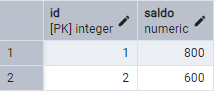 id saldo
[PK] integer numeric
1 1 800
2 2 600